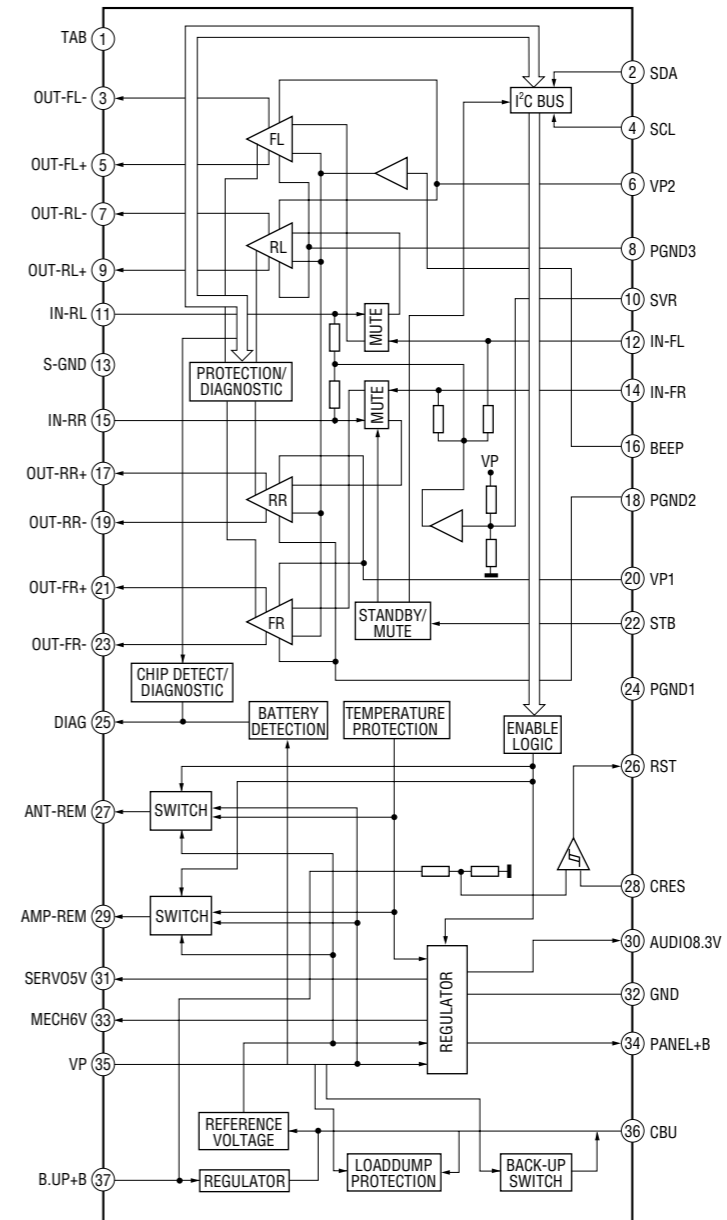 TAB 1
2 SDA
OUT-FL- 3
I²C BUS
4 SCL
FL
OUT-FL+ 5
6 VP2
OUT-RL- 7
RL
8 PGND3
OUT-RL+ 9
10 SVR
IN-RL 11
MUTE
12 IN-FL
S-GND 13
PROTECTION/
DIAGNOSTIC
14 IN-FR
MUTE
IN-RR 15
16 BEEP
VP
OUT-RR+ 17
18 PGND2
RR
OUT-RR- 19
20 VP1
OUT-FR+ 21
FR
STANDBY/
MUTE
22 STB
OUT-FR- 23
CHIP DETECT/
DIAGNOSTIC
24 PGND1
DIAG 25
BATTERY
DETECTION
TEMPERATURE
PROTECTION
ENABLE
LOGIC
26 RST
ANT-REM 27
SWITCH
28 CRES
AMP-REM 29
SWITCH
30 AUDIO8.3V
SERVO5V 31
REGULATOR
32 GND
MECH6V 33
34 PANEL+B
VP 35
REFERENCE
VOLTAGE
36 CBU
B.UP+B 37
REGULATOR
LOADDUMP
PROTECTION
BACK-UP
SWITCH